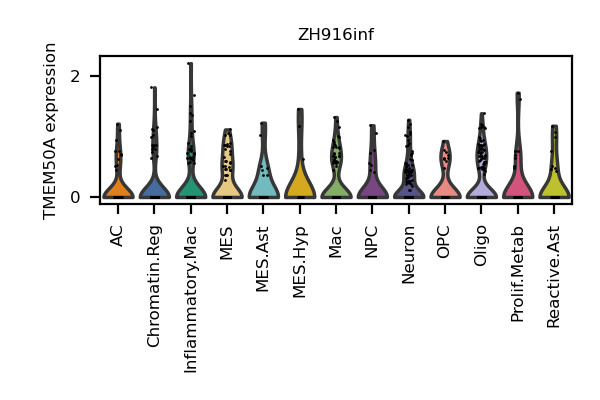 ZH916inf
TMEM50A expression
2
0
AC
Chromatin.Reg
Inflammatory.Mac
MES
MES.Ast
MES.Hyp
Mac
NPC
Neuron
OPC
Oligo
Prolif.Metab
Reactive.Ast